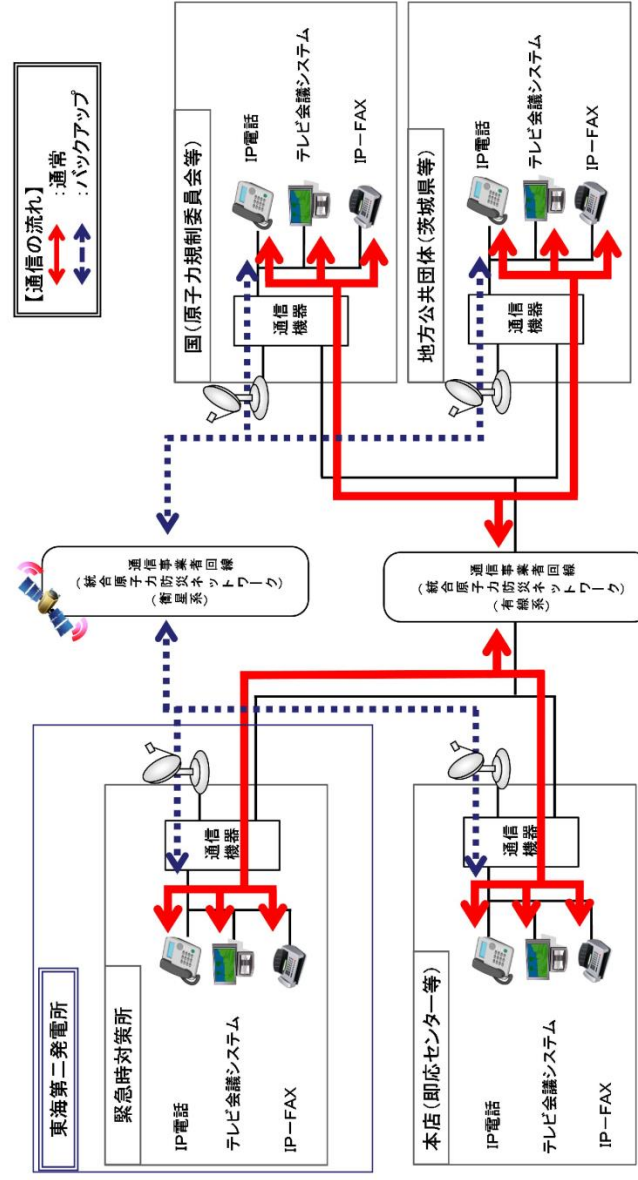 【通信の流れ】
:通常
:バックアップ
東海第二発電所
緊急時対策所
IP電話
テレビ会議システム
IP-FAX
通信
機器
本店(即応センター等)
IP電話
テレビ会議システム
IP-FAX
通信
機器
通信事業者回線
(統合原子力防災ネットワーク)
(衛星系)
通信事業者回線
(統合原子力防災ネットワーク)
(有線系)
国(原子力規制委員会等)
通信
機器
IP電話
テレビ会議システム
IP-FAX
地方公共団体(茨城県等)
通信
機器
IP電話
テレビ会議システム
IP-FAX